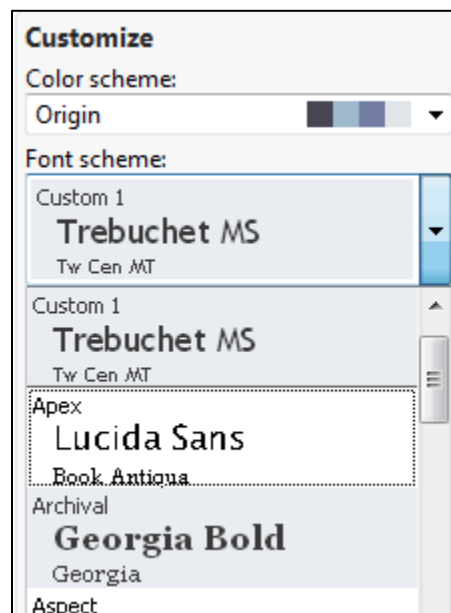 Customize
Color scheme:
Origin
Font scheme:
Custom 1
Trebuchet MS
Tw Cen MT
Custom 1
Trebuchet MS
Tw Cen MT
Apex
Lucida Sans
Book Antiqua
Archival
Georgia Bold
Georgia
Aspect